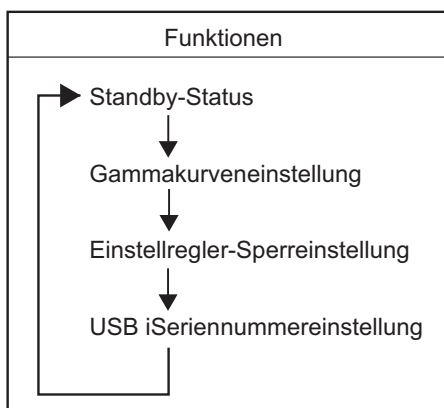 Funktionen
Standby-Status
Gammakurveneinstellung
Einstellregler-Sperreinstellung
USB iSeriennummereinstellung